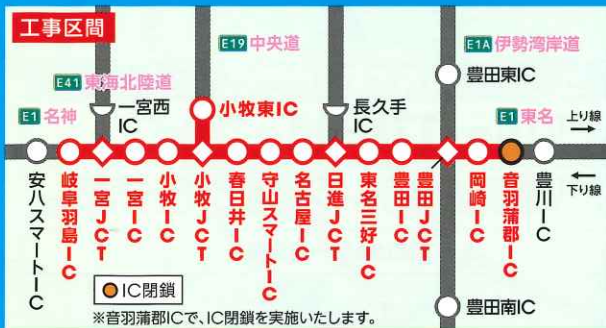 工事区間
E19 中央道
E1A 伊勢湾岸道
E41 東海北陸道
豊田東IC
E1 名神
一宮西IC
小牧東IC
長久手IC
E1 東名
上り線
下り線
安八スマートIC
岐阜羽島IC
一宮JCT
一宮IC
小牧IC
小牧JCT
春日井IC
守山スマートIC
名古屋IC
日進JCT
東名三好IC
豊田IC
豊田JCT
岡崎IC
音羽蒲郡IC
豊川IC
IC閉鎖
※音羽蒲郡ICで、IC閉鎖を実施いたします。
豊田南IC